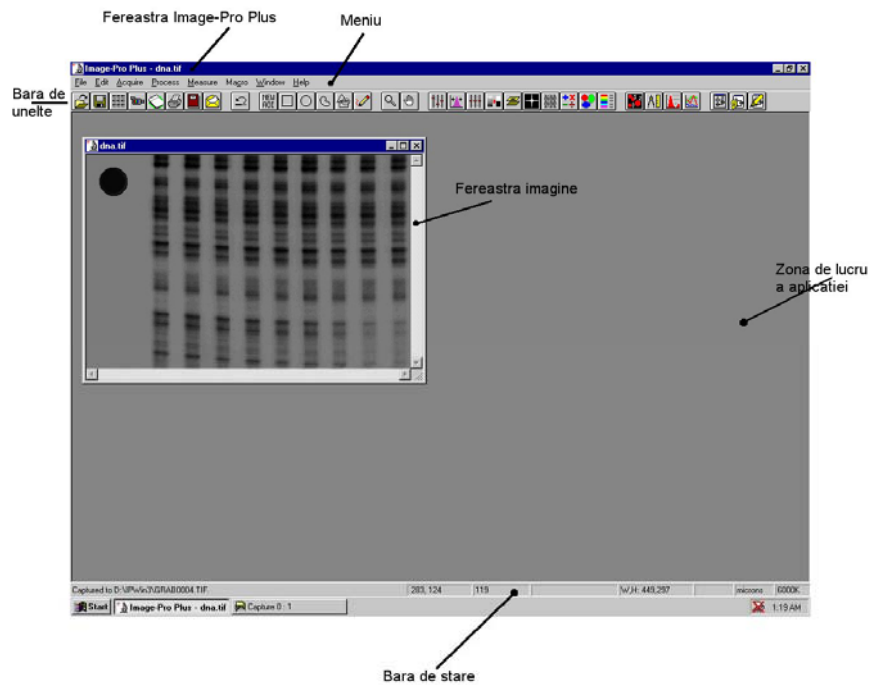 Fereastra Image-Pro Plus
Meniu
Image-Pro Plus - dna.tif
File Edit Acquire Process Measure Macro Window Help
Bara de
unelte
dna.tif
Fereastra imagine
Zona de lucru
a aplicatiei
Captured to D:\IPWin3\GRAB0004.TIF. 283, 124 119 W,H: 449,297 microns 6000K
Start Image-Pro Plus - dna.tif Capture 0 : 1 1:19 AM
Bara de stare